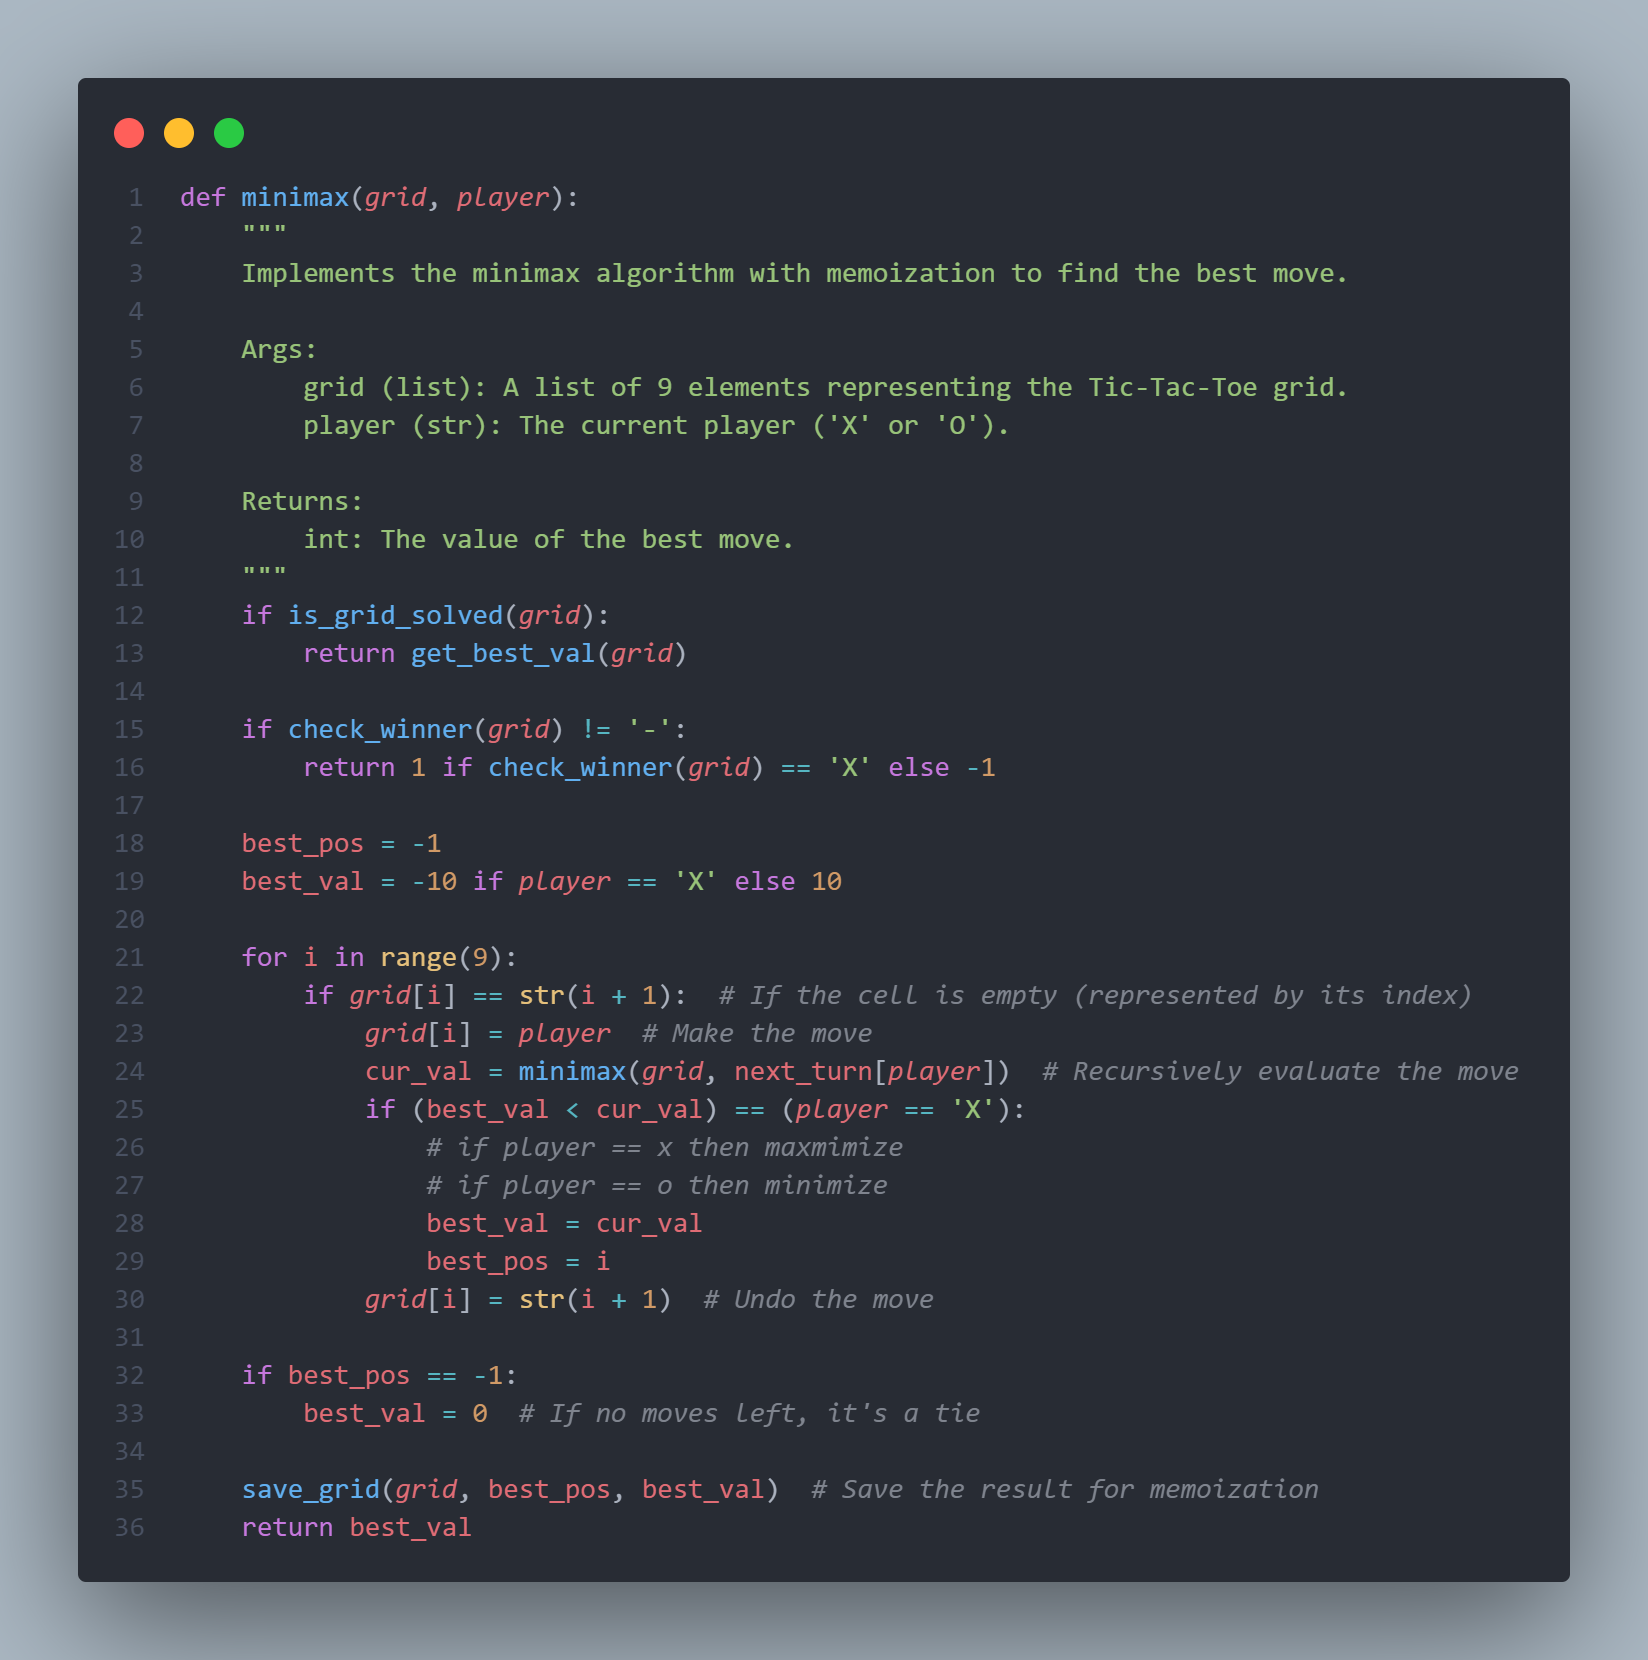 1 def minimax(grid, player):
2     """
3     Implements the minimax algorithm with memoization to find the best move.
4
5     Args:
6         grid (list): A list of 9 elements representing the Tic-Tac-Toe grid.
7         player (str): The current player ('X' or 'O').
8
9     Returns:
10         int: The value of the best move.
11     """
12     if is_grid_solved(grid):
13         return get_best_val(grid)
14
15     if check_winner(grid) != '-':
16         return 1 if check_winner(grid) == 'X' else -1
17
18     best_pos = -1
19     best_val = -10 if player == 'X' else 10
20
21     for i in range(9):
22         if grid[i] == str(i + 1):  # If the cell is empty (represented by its index)
23             grid[i] = player  # Make the move
24             cur_val = minimax(grid, next_turn[player])  # Recursively evaluate the move
25             if (best_val < cur_val) == (player == 'X'):
26                 # if player == x then maxmimize
27                 # if player == o then minimize
28                 best_val = cur_val
29                 best_pos = i
30             grid[i] = str(i + 1)  # Undo the move
31
32     if best_pos == -1:
33         best_val = 0  # If no moves left, it's a tie
34
35     save_grid(grid, best_pos, best_val)  # Save the result for memoization
36     return best_val